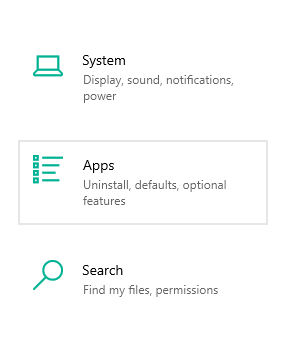 System
Display, sound, notifications,
power
Apps
Uninstall, defaults, optional
features
Search
Find my files, permissions